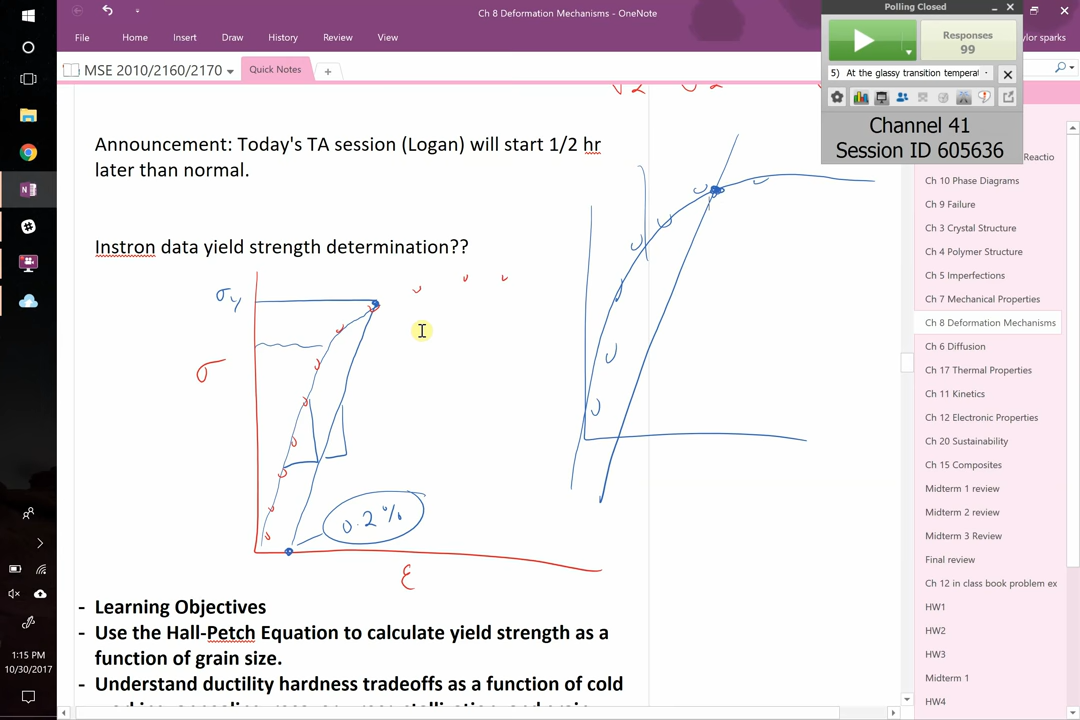 Ch 8 Deformation Mechanisms - OneNote
Polling Closed
File Home Insert Draw History Review View
Responses
99
MSE 2010/2160/2170
Quick Notes
5) At the glassy transition temperat
Channel 41
Session ID 605636
Announcement: Today's TA session (Logan) will start 1/2 hr
later than normal.
Instron data yield strength determination??
σy
σ
0.2%
ε
- Learning Objectives
- Use the Hall-Petch Equation to calculate yield strength as a
function of grain size.
- Understand ductility hardness tradeoffs as a function of cold
Ch 10 Phase Diagrams
Ch 9 Failure
Ch 3 Crystal Structure
Ch 4 Polymer Structure
Ch 5 Imperfections
Ch 7 Mechanical Properties
Ch 8 Deformation Mechanisms
Ch 6 Diffusion
Ch 17 Thermal Properties
Ch 11 Kinetics
Ch 12 Electronic Properties
Ch 20 Sustainability
Ch 15 Composites
Midterm 1 review
Midterm 2 review
Final review
Ch 12 in class book problem ex
HW1
HW2
HW3
Midterm 1
HW4
1:15 PM
10/30/2017